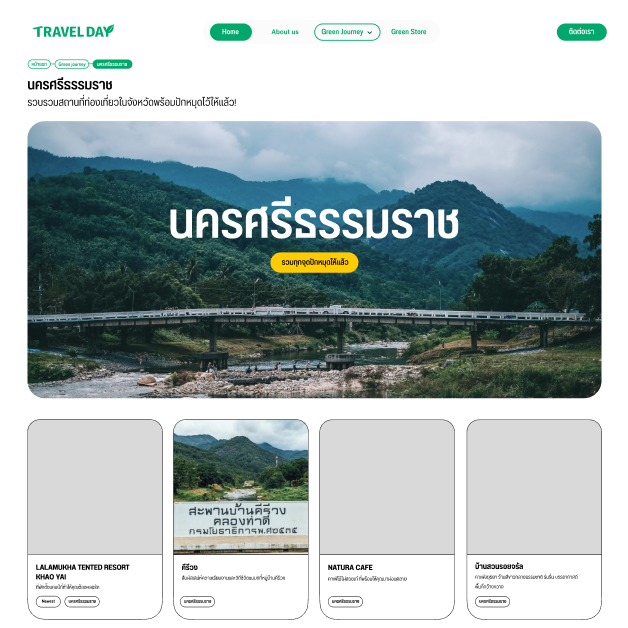 TRAVEL DAY
Home
About us
Green Journey
Green Store
ติดต่อเรา
หน้าแรก
Green journey
นครศรีธรรมราช
นครศรีธรรมราช
รวบรวมสถานที่ท่องเที่ยวในจังหวัดพร้อมปักหมุดไว้ให้แล้ว!
นครศรีธรรมราช
รวมทุกจุดปักหมุดให้แล้ว
สะพานบ้านคีรีวง
คลองท่าดี
กรมโยธาธิการพ.ศ๒๕๓๕
LALAMUKHA TENTED RESORT
KHAO YAI
Newest
นครศรีธรรมราช
คีรีวง
นครศรีธรรมราช
NATURA CAFE
นครศรีธรรมราช
บ้านสวนรอยจรัล
นครศรีธรรมราช